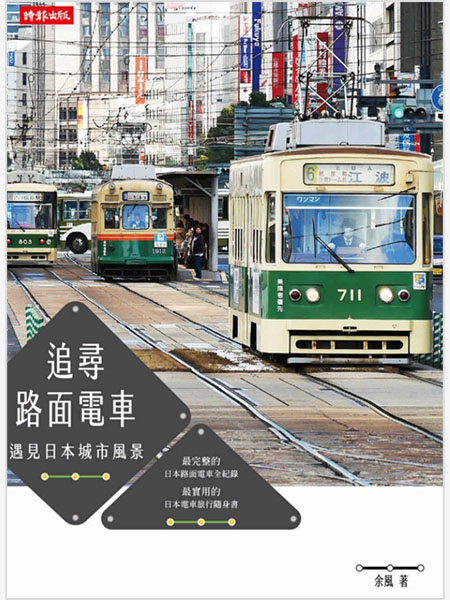 時報出版
6 江波
ワンマン
711
803
1912
追尋
路面電車
遇見日本城市風景
最完整的
日本路面電車全紀錄
最實用的
日本電車旅行隨身書
余風 著